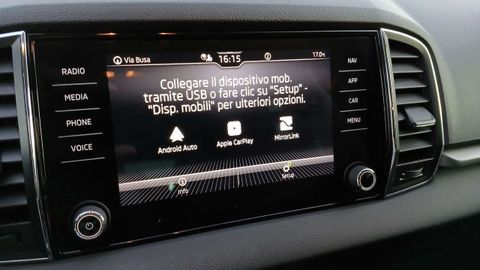 Via Busa
16:15
17.0°C
RADIO
MEDIA
PHONE
VOICE
Collegare il dispositivo mob.
tramite USB o fare clic su "Setup" -
"Disp. mobili" per ulteriori opzioni.
Android Auto
Apple CarPlay
MirrorLink
Info
Setup
NAV
APP
CAR
MENU